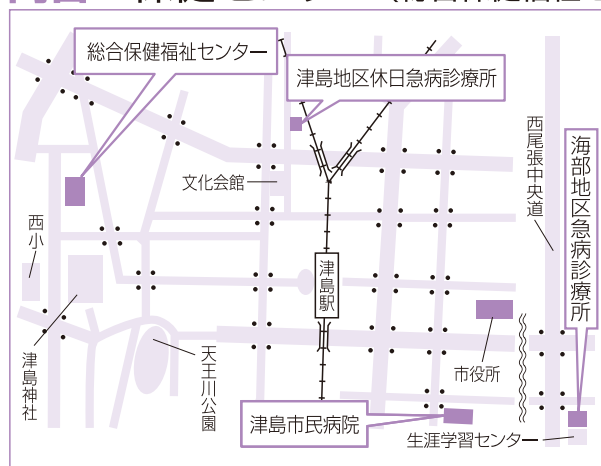 総合保健福祉センター
津島地区休日急病診療所
西尾張中央道
海部地区急病診療所
文化会館
西小
津島駅
津島神社
天王川公園
市役所
津島市民病院
生涯学習センター